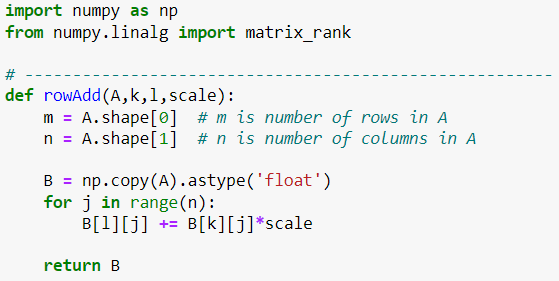 import numpy as np
from numpy.linalg import matrix_rank
# -----------------------------------------------------
def rowAdd(A,k,l,scale):
    m = A.shape[0]  # m is number of rows in A
    n = A.shape[1]  # n is number of columns in A
    B = np.copy(A).astype('float')
    for j in range(n):
        B[l][j] += B[k][j]*scale
    return B